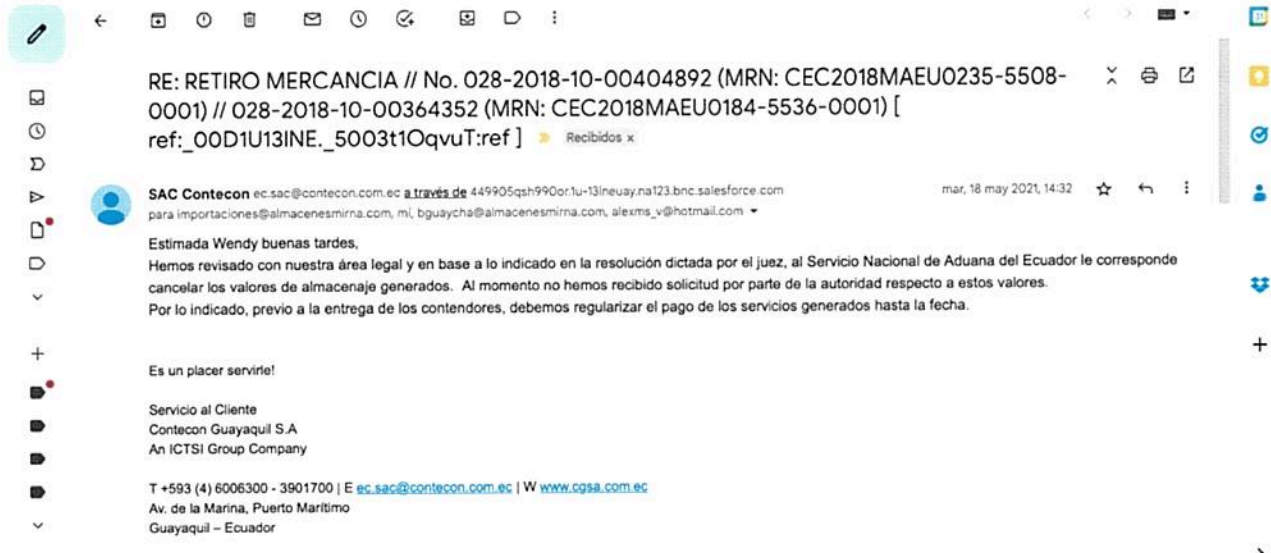 RE: RETIRO MERCANCIA // No. 028-2018-10-00404892 (MRN: CEC2018MAEU0235-5508-
0001) // 028-2018-10-00364352 (MRN: CEC2018MAEU0184-5536-0001) [
ref:_00D1U13INE._5003t1OqvuT:ref ] Recibidos x
SAC Contecon ec.sac@contecon.com.ec a través de 449905qsh990or.1u-13lneuay.na123.bnc.salesforce.com mar, 18 may 2021, 14:32
para importaciones@almacenesmirna.com, mi, bguaycha@almacenesmirna.com, alexms_v@hotmail.com
Estimada Wendy buenas tardes,
Hemos revisado con nuestra área legal y en base a lo indicado en la resolución dictada por el juez, al Servicio Nacional de Aduana del Ecuador le corresponde
cancelar los valores de almacenaje generados. Al momento no hemos recibido solicitud por parte de la autoridad respecto a estos valores.
Por lo indicado, previo a la entrega de los contendores, debemos regularizar el pago de los servicios generados hasta la fecha.
Es un placer servirle!
Servicio al Cliente
Contecon Guayaquil S.A
An ICTSI Group Company
T +593 (4) 6006300 - 3901700 | E ec.sac@contecon.com.ec | W www.cgsa.com.ec
Av. de la Marina, Puerto Marítimo
Guayaquil – Ecuador